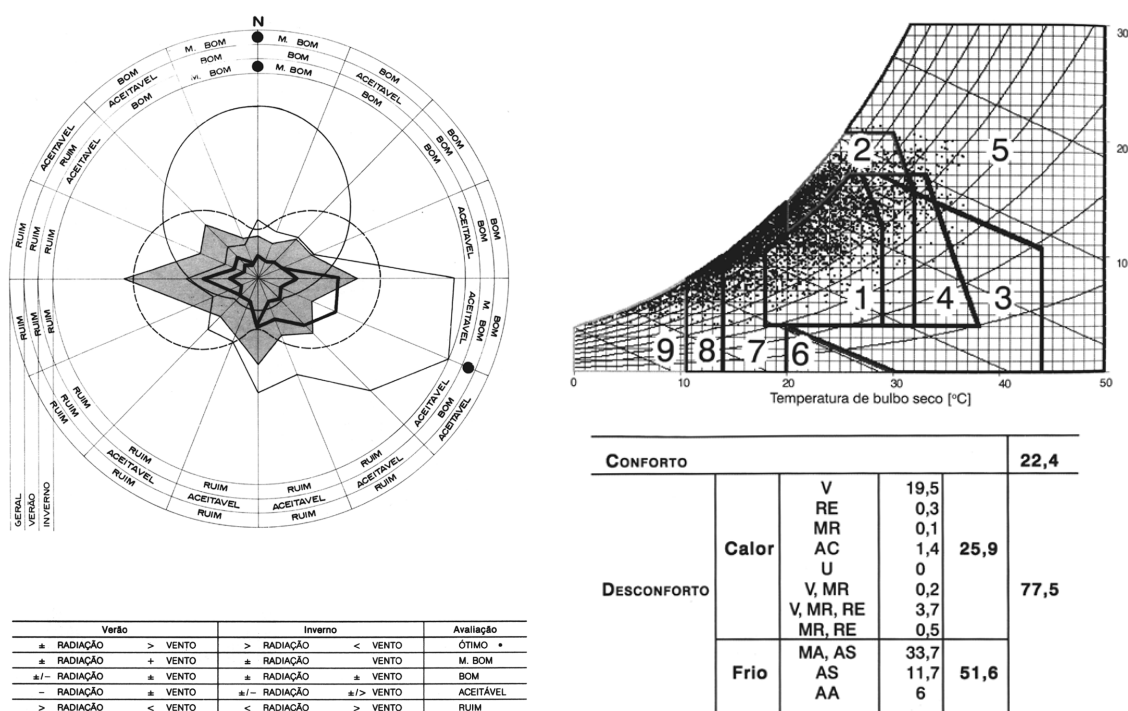 N
M. BOM
BOM
M. BOM
BOM
ACEITAVEL
BOM
BOM
BOM
BOM
BOM
BOM
ACEITAVEL
M. BOM
ACEITAVEL
ACEITAVEL
BOM
ACEITAVEL
RUIM
ACEITAVEL
RUIM
RUIM
ACEITAVEL
RUIM
RUIM
ACEITAVEL
RUIM
RUIM
ACEITAVEL
RUIM
RUIM
RUIM
RUIM
RUIM
RUIM
RUIM
RUIM
RUIM
RUIM
ACEITAVEL
RUIM
ACEITAVEL
BOM
ACEITAVEL
BOM
M. BOM
BOM
M. BOM
GERAL
VERÃO
INVERNO
Verão Inverno Avaliação
± RADIAÇÃO > VENTO > RADIAÇÃO < VENTO ÓTIMO •
± RADIAÇÃO + VENTO ± RADIAÇÃO VENTO M. BOM
±/− RADIAÇÃO ± VENTO ± RADIAÇÃO ± VENTO BOM
− RADIAÇÃO ± VENTO ±/− RADIAÇÃO ±/> VENTO ACEITÁVEL
> RADIAÇÃO < VENTO < RADIAÇÃO > VENTO RUIM
30
2 5
20
10
1 4 3
9 8 7 6
0 10 20 30 40 50
Temperatura de bulbo seco [°C]
CONFORTO 22,4
DESCONFORTO 77,5
Calor 25,9
V 19,5
RE 0,3
MR 0,1
AC 1,4
U 0
V, MR 0,2
V, MR, RE 3,7
MR, RE 0,5
Frio 51,6
MA, AS 33,7
AS 11,7
AA 6